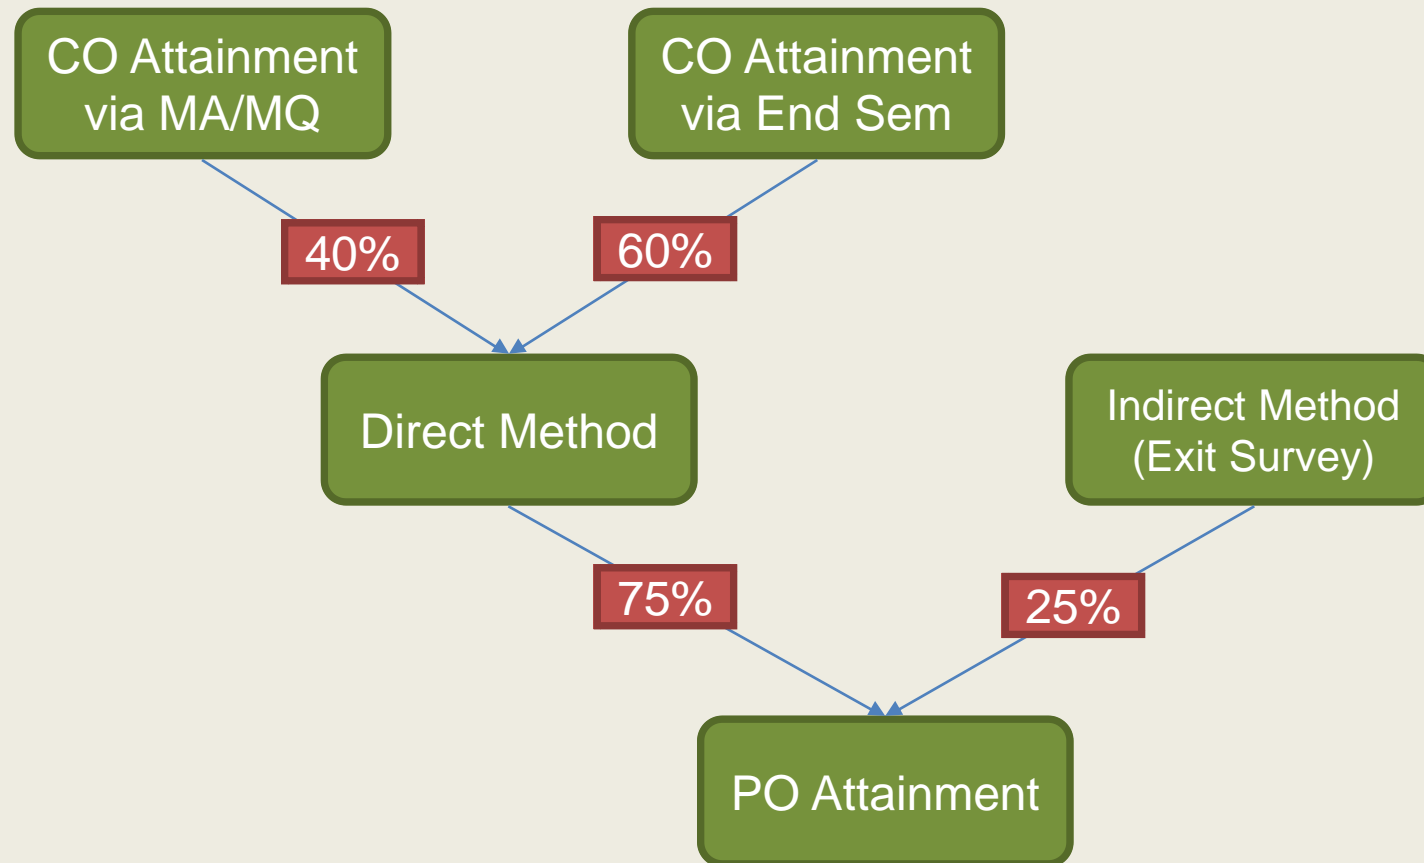 CO Attainment
via MA/MQ
CO Attainment
via End Sem
40%
60%
Direct Method
Indirect Method
(Exit Survey)
75%
25%
PO Attainment